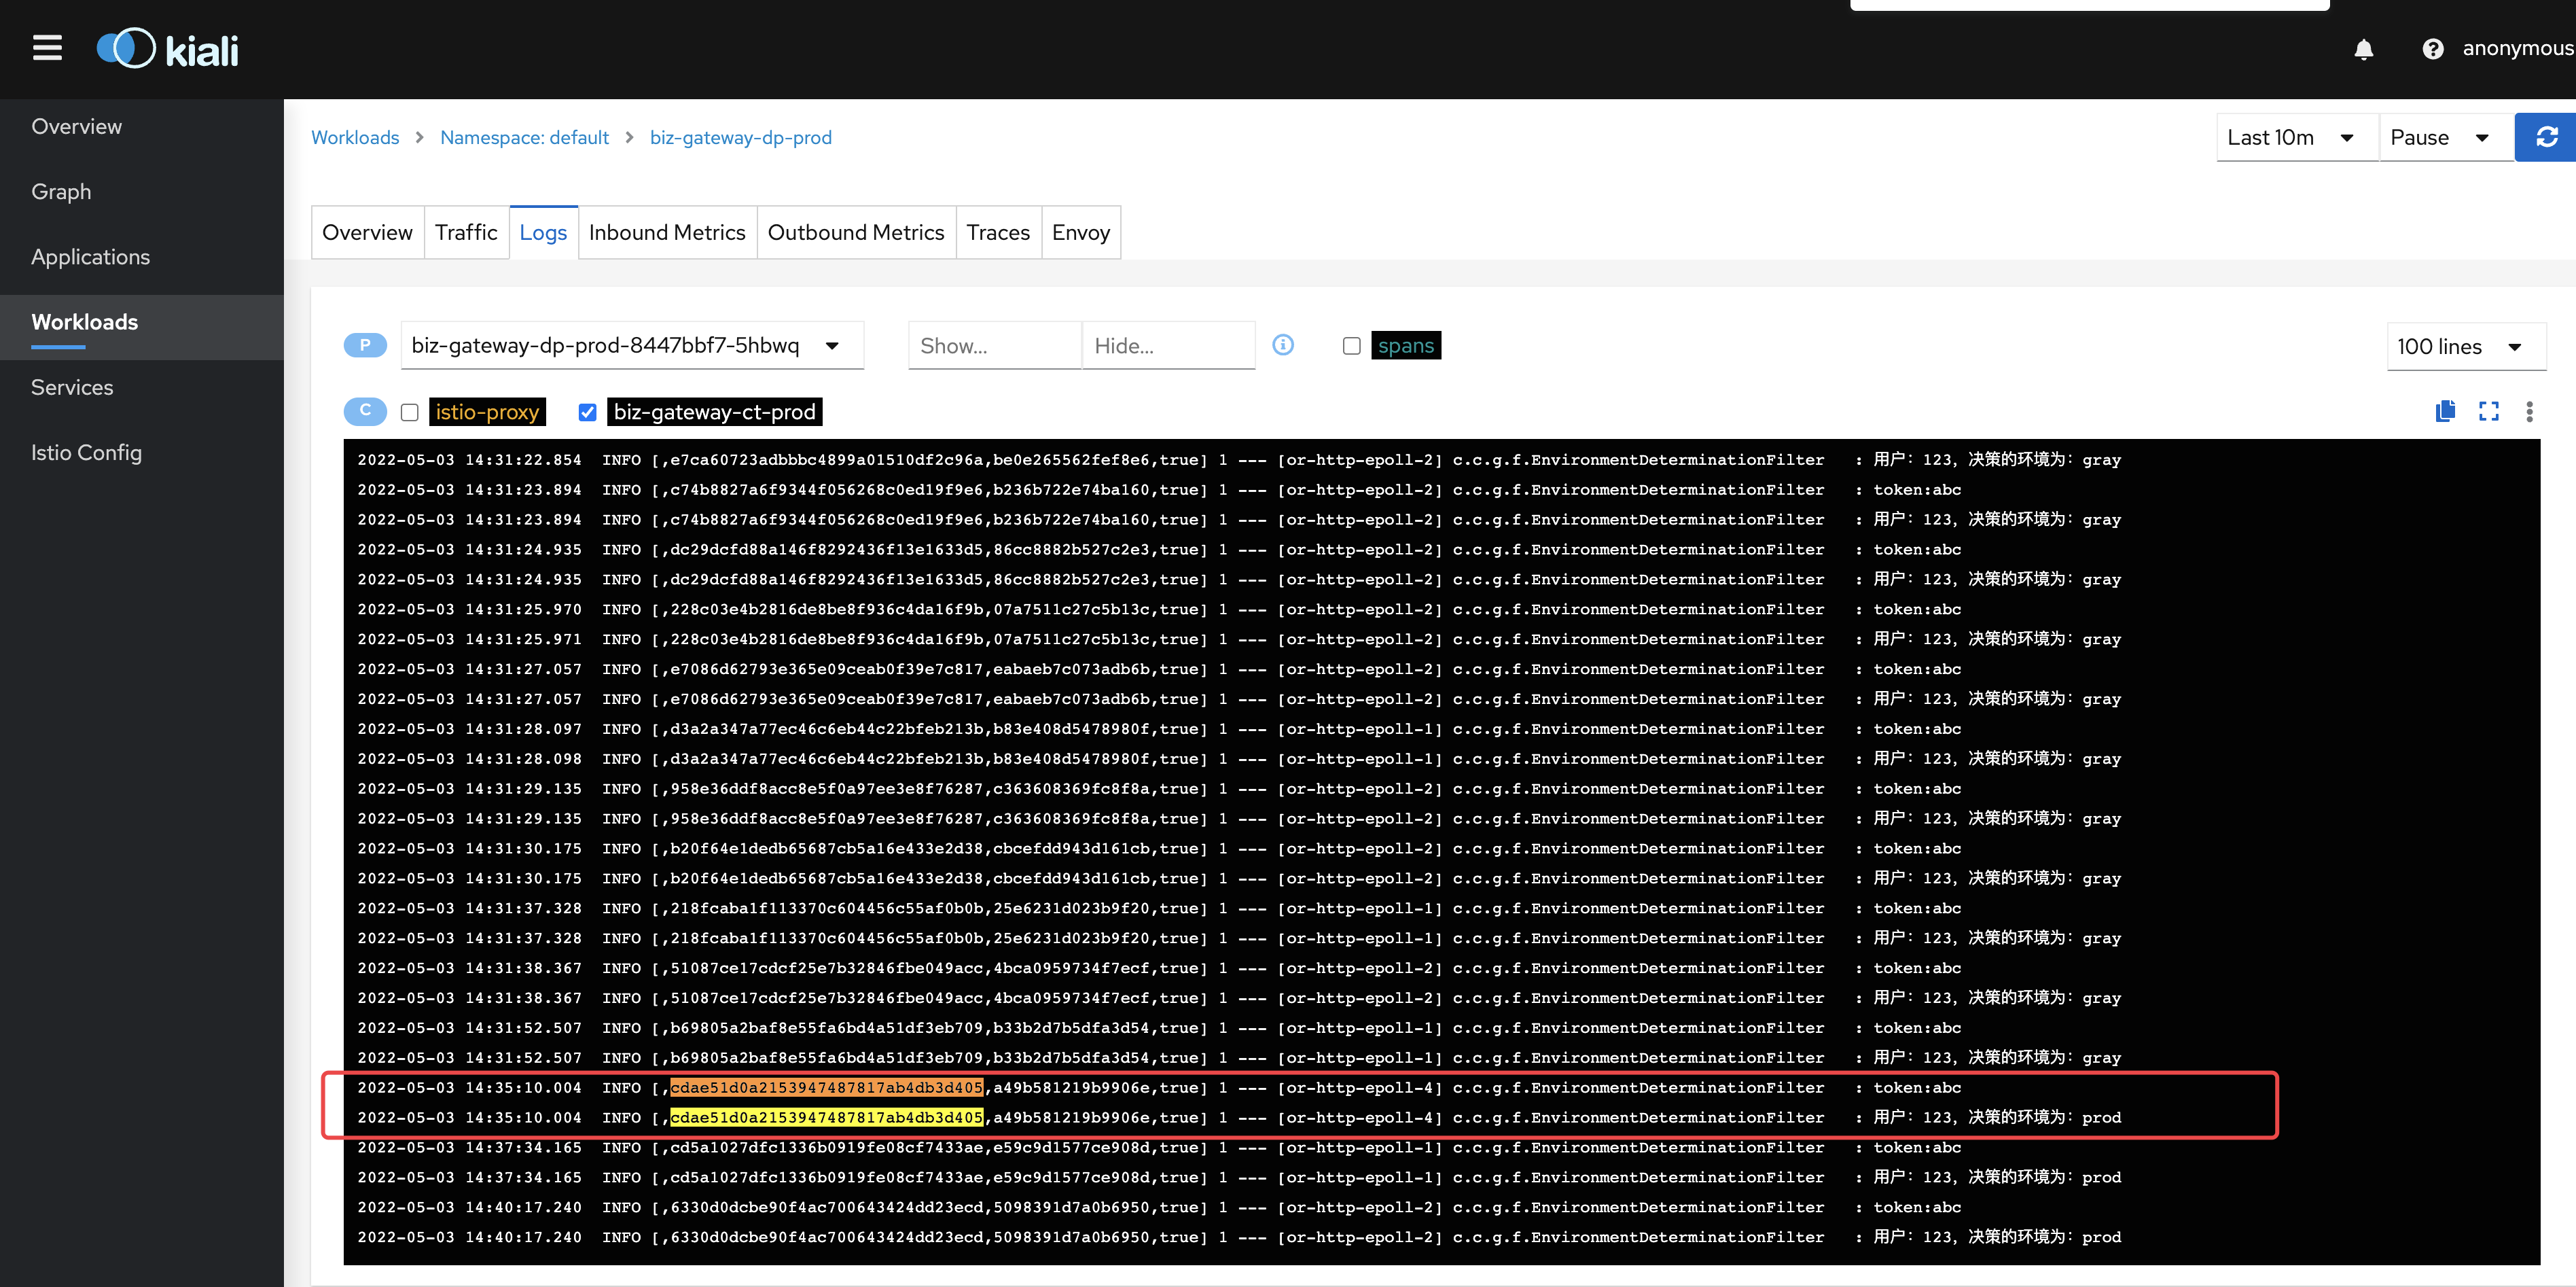 kiali
anonymous
Overview
Graph
Applications
Workloads
Services
Istio Config
Workloads > Namespace: default > biz-gateway-dp-prod
Last 10m Pause
Overview Traffic Logs Inbound Metrics Outbound Metrics Traces Envoy
P biz-gateway-dp-prod-8447bbf7-5hbwq Show... Hide... spans 100 lines
C istio-proxy biz-gateway-ct-prod
2022-05-03 14:31:22.854 INFO [,e7ca60723adbbbc4899a01510df2c96a,be0e265562fef8e6,true] 1 --- [or-http-epoll-2] c.c.g.f.EnvironmentDeterminationFilter : 用户：123，决策的环境为：gray
2022-05-03 14:31:23.894 INFO [,c74b8827a6f9344f056268c0ed19f9e6,b236b722e74ba160,true] 1 --- [or-http-epoll-2] c.c.g.f.EnvironmentDeterminationFilter : token:abc
2022-05-03 14:31:23.894 INFO [,c74b8827a6f9344f056268c0ed19f9e6,b236b722e74ba160,true] 1 --- [or-http-epoll-2] c.c.g.f.EnvironmentDeterminationFilter : 用户：123，决策的环境为：gray
2022-05-03 14:31:24.935 INFO [,dc29dcfd88a146f8292436f13e1633d5,86cc8882b527c2e3,true] 1 --- [or-http-epoll-2] c.c.g.f.EnvironmentDeterminationFilter : token:abc
2022-05-03 14:31:24.935 INFO [,dc29dcfd88a146f8292436f13e1633d5,86cc8882b527c2e3,true] 1 --- [or-http-epoll-2] c.c.g.f.EnvironmentDeterminationFilter : 用户：123，决策的环境为：gray
2022-05-03 14:31:25.970 INFO [,228c03e4b2816de8be8f936c4da16f9b,07a7511c27c5b13c,true] 1 --- [or-http-epoll-2] c.c.g.f.EnvironmentDeterminationFilter : token:abc
2022-05-03 14:31:25.971 INFO [,228c03e4b2816de8be8f936c4da16f9b,07a7511c27c5b13c,true] 1 --- [or-http-epoll-2] c.c.g.f.EnvironmentDeterminationFilter : 用户：123，决策的环境为：gray
2022-05-03 14:31:27.057 INFO [,e7086d62793e365e09ceab0f39e7c817,eabaeb7c073adb6b,true] 1 --- [or-http-epoll-2] c.c.g.f.EnvironmentDeterminationFilter : token:abc
2022-05-03 14:31:27.057 INFO [,e7086d62793e365e09ceab0f39e7c817,eabaeb7c073adb6b,true] 1 --- [or-http-epoll-2] c.c.g.f.EnvironmentDeterminationFilter : 用户：123，决策的环境为：gray
2022-05-03 14:31:28.097 INFO [,d3a2a347a77ec46c6eb44c22bfeb213b,b83e408d5478980f,true] 1 --- [or-http-epoll-1] c.c.g.f.EnvironmentDeterminationFilter : token:abc
2022-05-03 14:31:28.098 INFO [,d3a2a347a77ec46c6eb44c22bfeb213b,b83e408d5478980f,true] 1 --- [or-http-epoll-1] c.c.g.f.EnvironmentDeterminationFilter : 用户：123，决策的环境为：gray
2022-05-03 14:31:29.135 INFO [,958e36ddf8acc8e5f0a97ee3e8f76287,c363608369fc8f8a,true] 1 --- [or-http-epoll-2] c.c.g.f.EnvironmentDeterminationFilter : token:abc
2022-05-03 14:31:29.135 INFO [,958e36ddf8acc8e5f0a97ee3e8f76287,c363608369fc8f8a,true] 1 --- [or-http-epoll-2] c.c.g.f.EnvironmentDeterminationFilter : 用户：123，决策的环境为：gray
2022-05-03 14:31:30.175 INFO [,b20f64e1dedb65687cb5a16e433e2d38,cbcefdd943d161cb,true] 1 --- [or-http-epoll-2] c.c.g.f.EnvironmentDeterminationFilter : token:abc
2022-05-03 14:31:30.175 INFO [,b20f64e1dedb65687cb5a16e433e2d38,cbcefdd943d161cb,true] 1 --- [or-http-epoll-2] c.c.g.f.EnvironmentDeterminationFilter : 用户：123，决策的环境为：gray
2022-05-03 14:31:37.328 INFO [,218fcaba1f113370c604456c55af0b0b,25e6231d023b9f20,true] 1 --- [or-http-epoll-1] c.c.g.f.EnvironmentDeterminationFilter : token:abc
2022-05-03 14:31:37.328 INFO [,218fcaba1f113370c604456c55af0b0b,25e6231d023b9f20,true] 1 --- [or-http-epoll-1] c.c.g.f.EnvironmentDeterminationFilter : 用户：123，决策的环境为：gray
2022-05-03 14:31:38.367 INFO [,51087ce17cdcf25e7b32846fbe049acc,4bca0959734f7ecf,true] 1 --- [or-http-epoll-2] c.c.g.f.EnvironmentDeterminationFilter : token:abc
2022-05-03 14:31:38.367 INFO [,51087ce17cdcf25e7b32846fbe049acc,4bca0959734f7ecf,true] 1 --- [or-http-epoll-2] c.c.g.f.EnvironmentDeterminationFilter : 用户：123，决策的环境为：gray
2022-05-03 14:31:52.507 INFO [,b69805a2baf8e55fa6bd4a51df3eb709,b33b2d7b5dfa3d54,true] 1 --- [or-http-epoll-1] c.c.g.f.EnvironmentDeterminationFilter : token:abc
2022-05-03 14:31:52.507 INFO [,b69805a2baf8e55fa6bd4a51df3eb709,b33b2d7b5dfa3d54,true] 1 --- [or-http-epoll-1] c.c.g.f.EnvironmentDeterminationFilter : 用户：123，决策的环境为：gray
2022-05-03 14:35:10.004 INFO [,cdae51d0a2153947487817ab4db3d405,a49b581219b9906e,true] 1 --- [or-http-epoll-4] c.c.g.f.EnvironmentDeterminationFilter : token:abc
2022-05-03 14:35:10.004 INFO [,cdae51d0a2153947487817ab4db3d405,a49b581219b9906e,true] 1 --- [or-http-epoll-4] c.c.g.f.EnvironmentDeterminationFilter : 用户：123，决策的环境为：prod
2022-05-03 14:37:34.165 INFO [,cd5a1027dfc1336b0919fe08cf7433ae,e59c9d1577ce908d,true] 1 --- [or-http-epoll-1] c.c.g.f.EnvironmentDeterminationFilter : token:abc
2022-05-03 14:37:34.165 INFO [,cd5a1027dfc1336b0919fe08cf7433ae,e59c9d1577ce908d,true] 1 --- [or-http-epoll-1] c.c.g.f.EnvironmentDeterminationFilter : 用户：123，决策的环境为：prod
2022-05-03 14:40:17.240 INFO [,6330d0dcbe90f4ac700643424dd23ecd,5098391d7a0b6950,true] 1 --- [or-http-epoll-2] c.c.g.f.EnvironmentDeterminationFilter : token:abc
2022-05-03 14:40:17.240 INFO [,6330d0dcbe90f4ac700643424dd23ecd,5098391d7a0b6950,true] 1 --- [or-http-epoll-2] c.c.g.f.EnvironmentDeterminationFilter : 用户：123，决策的环境为：prod